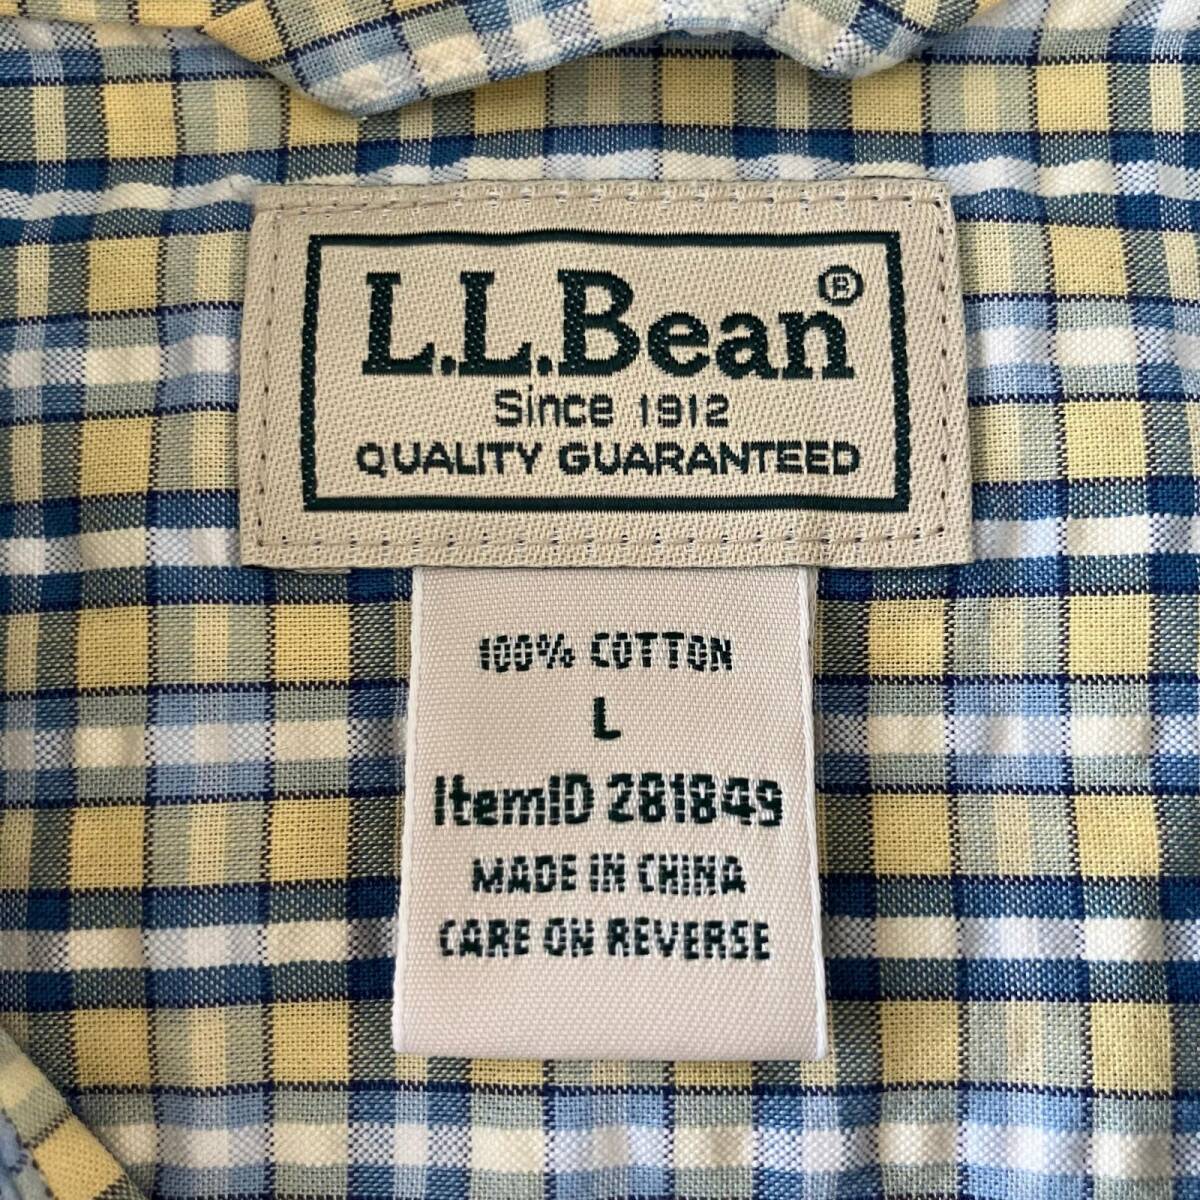 L.L.Bean®
Since 1912
QUALITY GUARANTEED
100% COTTON
L
ItemID 281849
MADE IN CHINA
CARE ON REVERSE